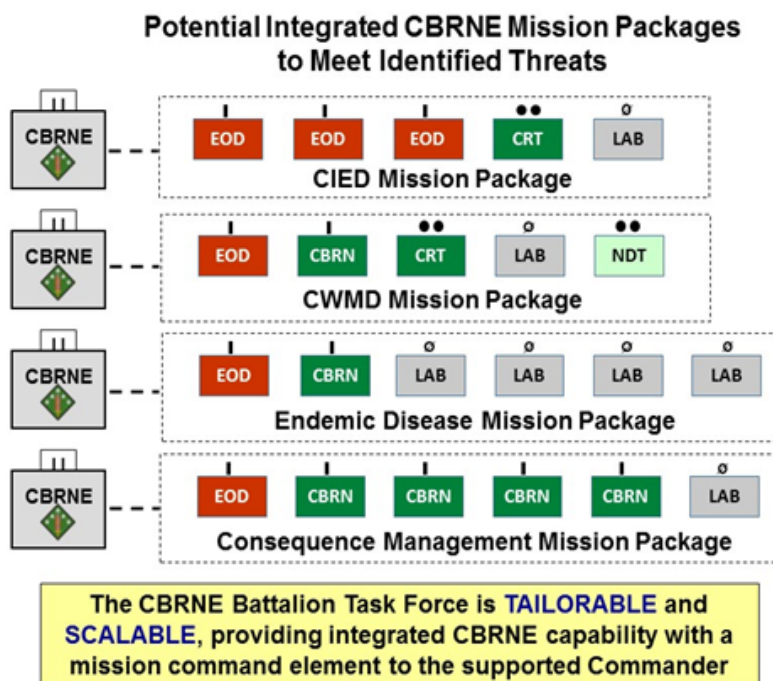 Potential Integrated CBRNE Mission Packages
to Meet Identified Threats
CBRNE
EOD EOD EOD CRT LAB
CIED Mission Package
CBRNE
EOD CBRN CRT LAB NDT
CWMD Mission Package
CBRNE
EOD CBRN LAB LAB LAB LAB
Endemic Disease Mission Package
CBRNE
EOD CBRN CBRN CBRN CBRN LAB
Consequence Management Mission Package
The CBRNE Battalion Task Force is TAILORABLE and
SCALABLE, providing integrated CBRNE capability with a
mission command element to the supported Commander